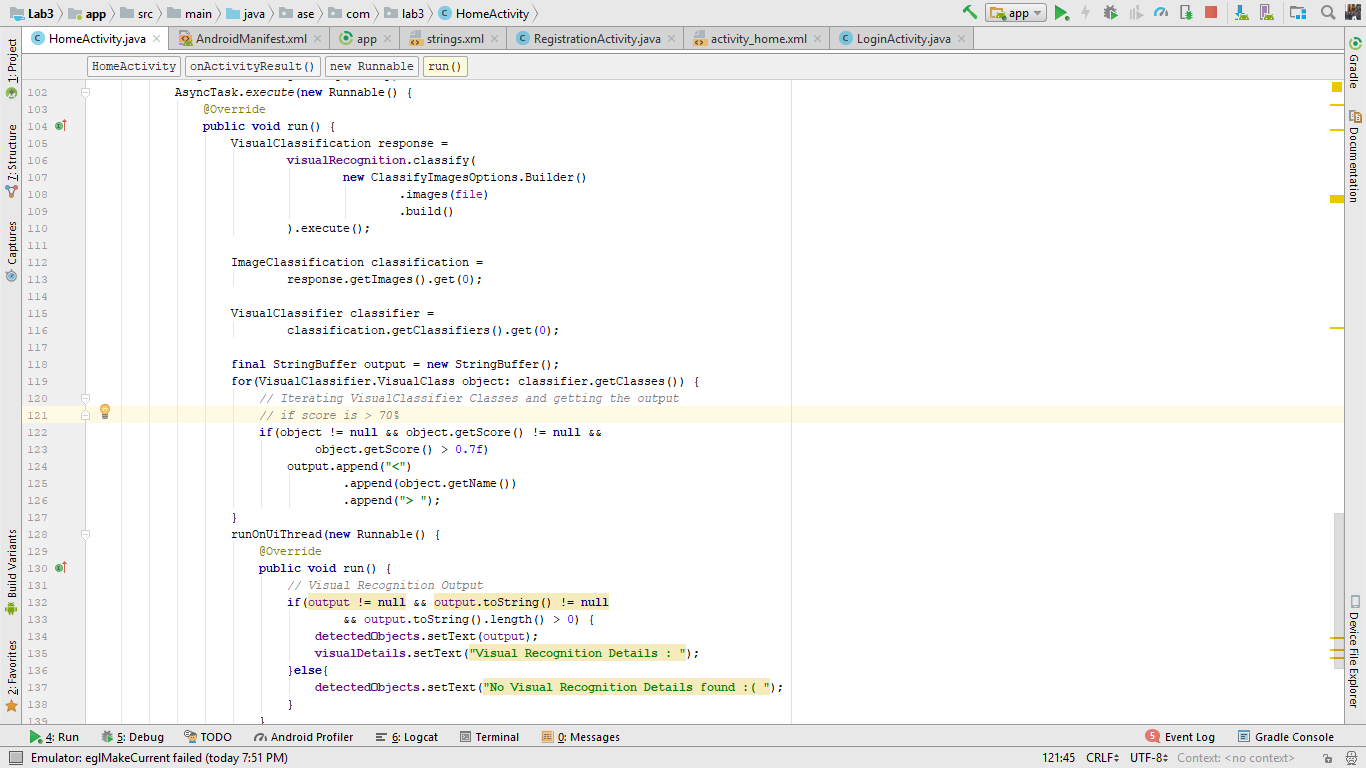 Lab3 app src main java ase com lab3 HomeActivity app
HomeActivity.java AndroidManifest.xml app strings.xml RegistrationActivity.java activity_home.xml LoginActivity.java
HomeActivity onActivityResult() new Runnable run()
1: Project
7: Structure
Captures
Build Variants
2: Favorites
102 AsyncTask.execute(new Runnable() {
103 @Override
104 public void run() {
105 VisualClassification response =
106 visualRecognition.classify(
107 new ClassifyImagesOptions.Builder()
108 .images(file)
109 .build()
110 ).execute();
111
112 ImageClassification classification =
113 response.getImages().get(0);
114
115 VisualClassifier classifier =
116 classification.getClassifiers().get(0);
117
118 final StringBuffer output = new StringBuffer();
119 for(VisualClassifier.VisualClass object: classifier.getClasses()) {
120 // Iterating VisualClassifier Classes and getting the output
121 // if score is > 70%
122 if(object != null && object.getScore() != null &&
123 object.getScore() > 0.7f)
124 output.append("<")
125 .append(object.getName())
126 .append("> ");
127 }
128 runOnUiThread(new Runnable() {
129 @Override
130 public void run() {
131 // Visual Recognition Output
132 if(output != null && output.toString() != null
133 && output.toString().length() > 0) {
134 detectedObjects.setText(output);
135 visualDetails.setText("Visual Recognition Details : ");
136 }else{
137 detectedObjects.setText("No Visual Recognition Details found :( ");
138 }
139 }
Gradle
Documentation
Device File Explorer
4: Run 5: Debug TODO Android Profiler 6: Logcat Terminal 0: Messages 5 Event Log Gradle Console
Emulator: eglMakeCurrent failed (today 7:51 PM) 121:45 CRLF UTF-8 Context: <no context>